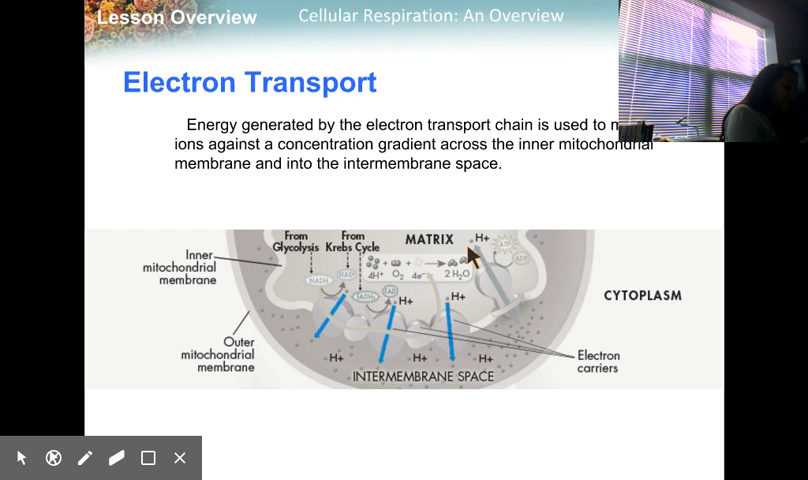 Lesson Overview
Cellular Respiration: An Overview
Electron Transport
Energy generated by the electron transport chain is used to
ions against a concentration gradient across the inner mitochondrial
membrane and into the intermembrane space.
From
Glycolysis
From
Krebs Cycle
MATRIX
H+
ATP
ADP
Inner
mitochondrial
membrane
NADH
NAD+
4H+ O2 4e- 2 H2O
FADH2
FAD
H+
H+
CYTOPLASM
Outer
mitochondrial
membrane
H+
H+
H+
Electron
carriers
INTERMEMBRANE SPACE